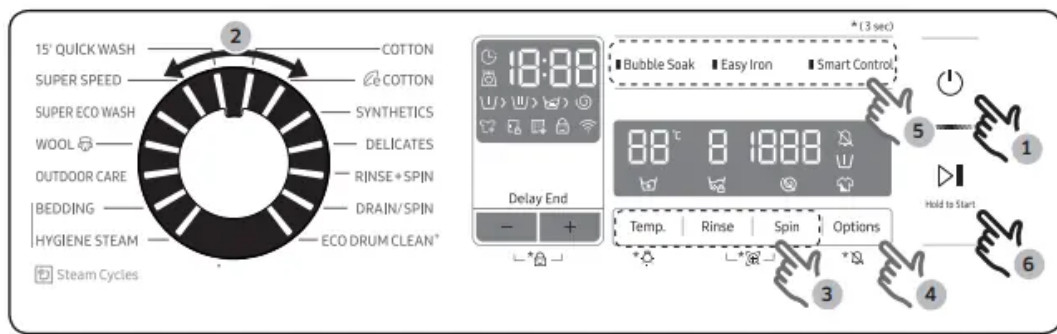 2
15' QUICK WASH
SUPER SPEED
SUPER ECO WASH
WOOL
OUTDOOR CARE
BEDDING
HYGIENE STEAM
Steam Cycles
COTTON
COTTON
SYNTHETICS
DELICATES
RINSE+SPIN
DRAIN/SPIN
ECO DRUM CLEAN+
18:88
Delay End
− +
*
*(3 sec)
Bubble Soak Easy Iron Smart Control
5
88 °C 8 1888
Temp. Rinse Spin Options
* * *
3
4
1
Hold to Start
6